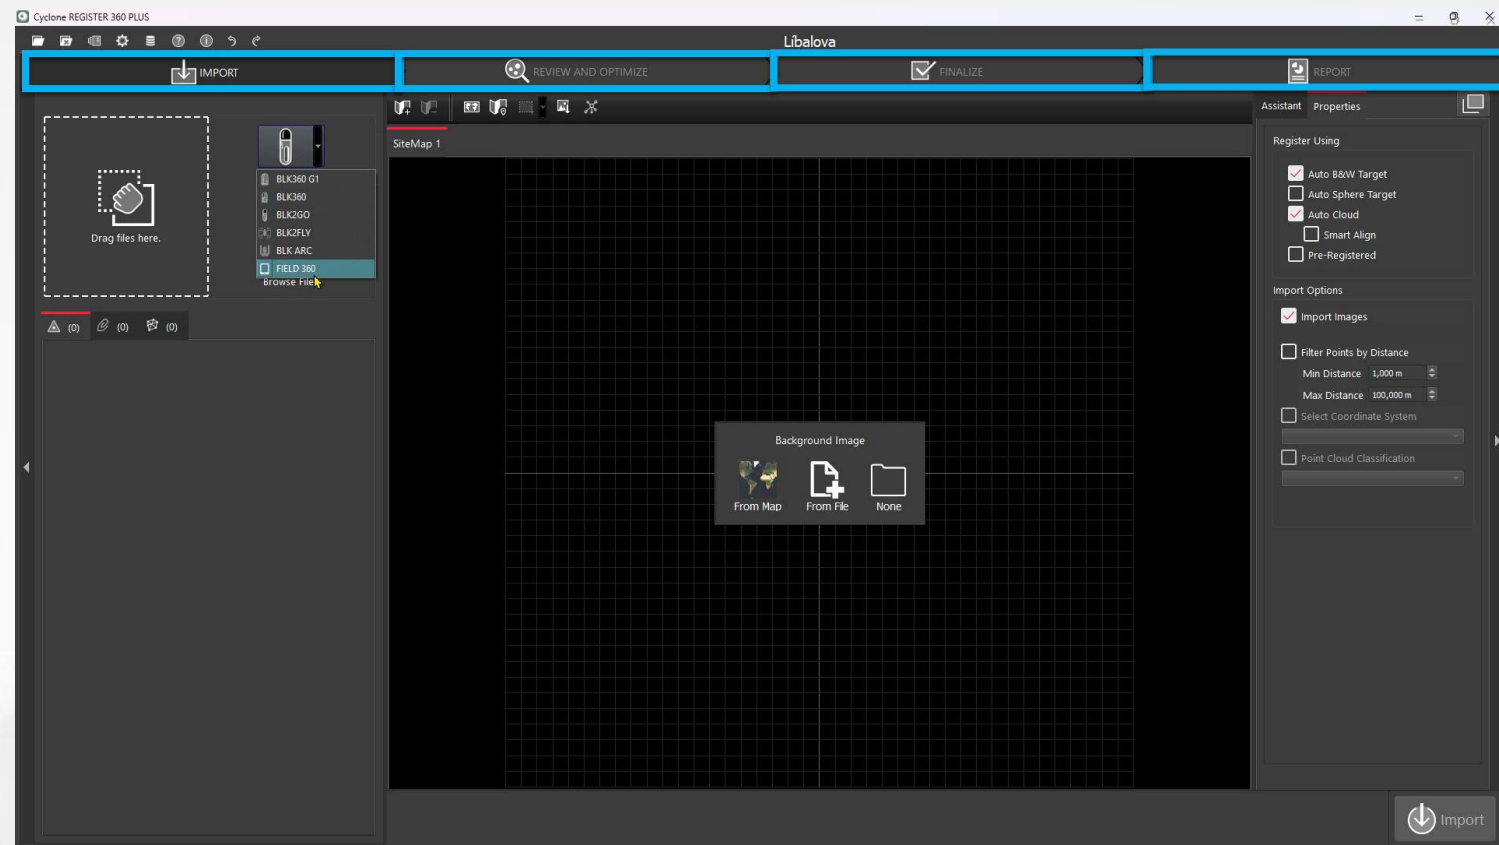 Cyclone REGISTER 360 PLUS
Líbalova
IMPORT
REVIEW AND OPTIMIZE
FINALIZE
REPORT
Drag files here.
BLK360 G1
BLK360
BLK2GO
BLK2FLY
BLK ARC
FIELD 360
Browse File
(0)
(0)
(0)
SiteMap 1
Background Image
From Map
From File
None
Assistant
Properties
Register Using
Auto B&W Target
Auto Sphere Target
Auto Cloud
Smart Align
Pre-Registered
Import Options
Import Images
Filter Points by Distance
Min Distance 1,000 m
Max Distance 100,000 m
Select Coordinate System
Point Cloud Classification
Import